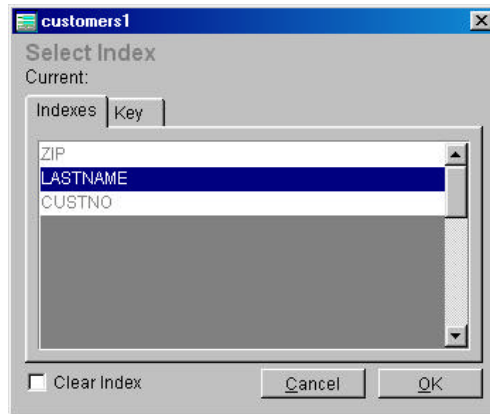 customers1
Select Index
Current:
Indexes Key
ZIP
LASTNAME
CUSTNO
Clear Index Cancel OK